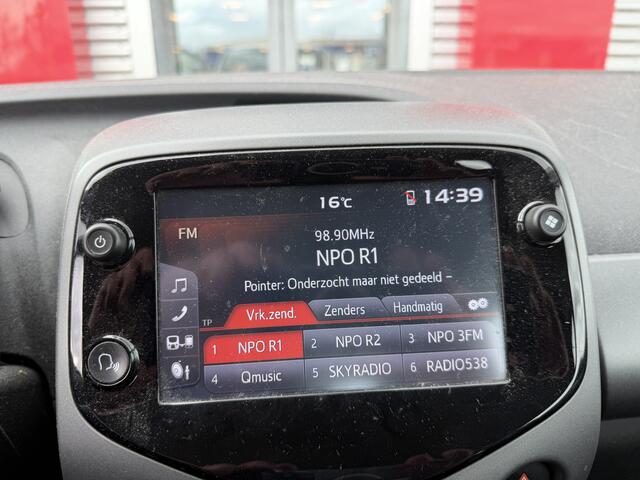 16°C 14:39
FM
98.90MHz
NPO R1
Pointer: Onderzocht maar niet gedeeld –
TP Vrk.zend. Zenders Handmatig
1 NPO R1 2 NPO R2 3 NPO 3FM
4 Qmusic 5 SKYRADIO 6 RADIO538